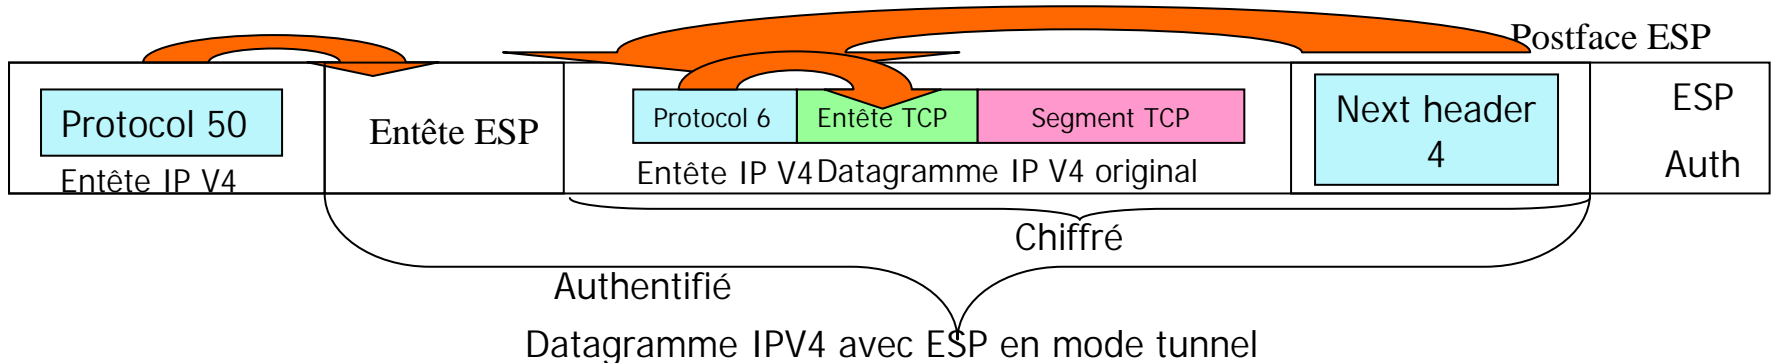 Postface ESP
Protocol 50
Entête IP V4
Entête ESP
Protocol 6
Entête TCP
Segment TCP
Entête IP V4
Datagramme IP V4 original
Next header
4
ESP
Auth
Chiffré
Authentifié
Datagramme IPV4 avec ESP en mode tunnel